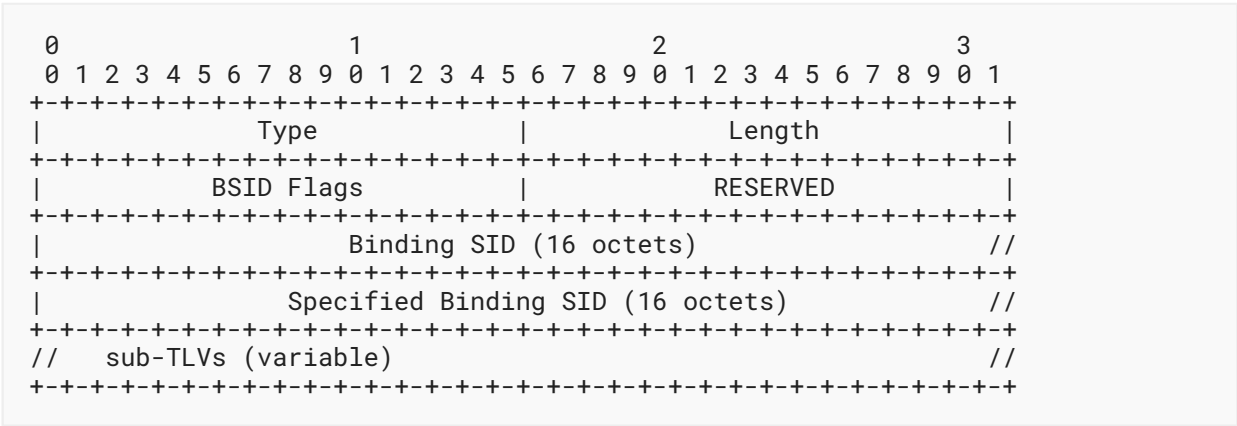 0                   1                   2                   3
 0 1 2 3 4 5 6 7 8 9 0 1 2 3 4 5 6 7 8 9 0 1 2 3 4 5 6 7 8 9 0 1
+-+-+-+-+-+-+-+-+-+-+-+-+-+-+-+-+-+-+-+-+-+-+-+-+-+-+-+-+-+-+-+-+
|              Type             |             Length            |
+-+-+-+-+-+-+-+-+-+-+-+-+-+-+-+-+-+-+-+-+-+-+-+-+-+-+-+-+-+-+-+-+
|           BSID Flags          |            RESERVED           |
+-+-+-+-+-+-+-+-+-+-+-+-+-+-+-+-+-+-+-+-+-+-+-+-+-+-+-+-+-+-+-+-+
|                    Binding SID (16 octets)                   //
+-+-+-+-+-+-+-+-+-+-+-+-+-+-+-+-+-+-+-+-+-+-+-+-+-+-+-+-+-+-+-+-+
|                Specified Binding SID (16 octets)             //
+-+-+-+-+-+-+-+-+-+-+-+-+-+-+-+-+-+-+-+-+-+-+-+-+-+-+-+-+-+-+-+-+
//   sub-TLVs (variable)                                       //
+-+-+-+-+-+-+-+-+-+-+-+-+-+-+-+-+-+-+-+-+-+-+-+-+-+-+-+-+-+-+-+-+